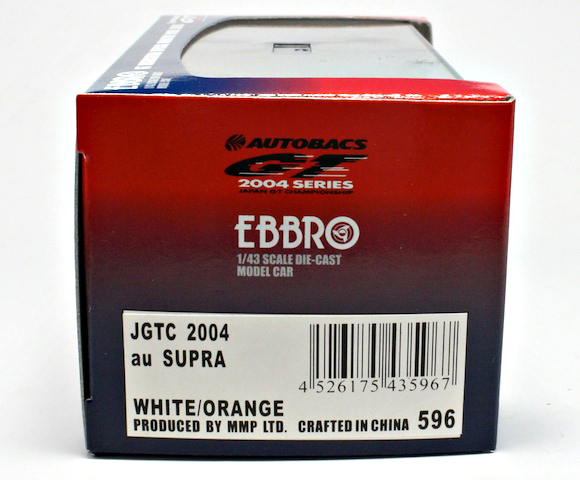 EBBRO
AUTOBACS
GT
2004 SERIES
JAPAN GT CHAMPIONSHIP
EBBRO
1/43 SCALE DIE-CAST
MODEL CAR
JGTC 2004
au SUPRA
4 526175 435967
WHITE/ORANGE
PRODUCED BY MMP LTD. CRAFTED IN CHINA 596